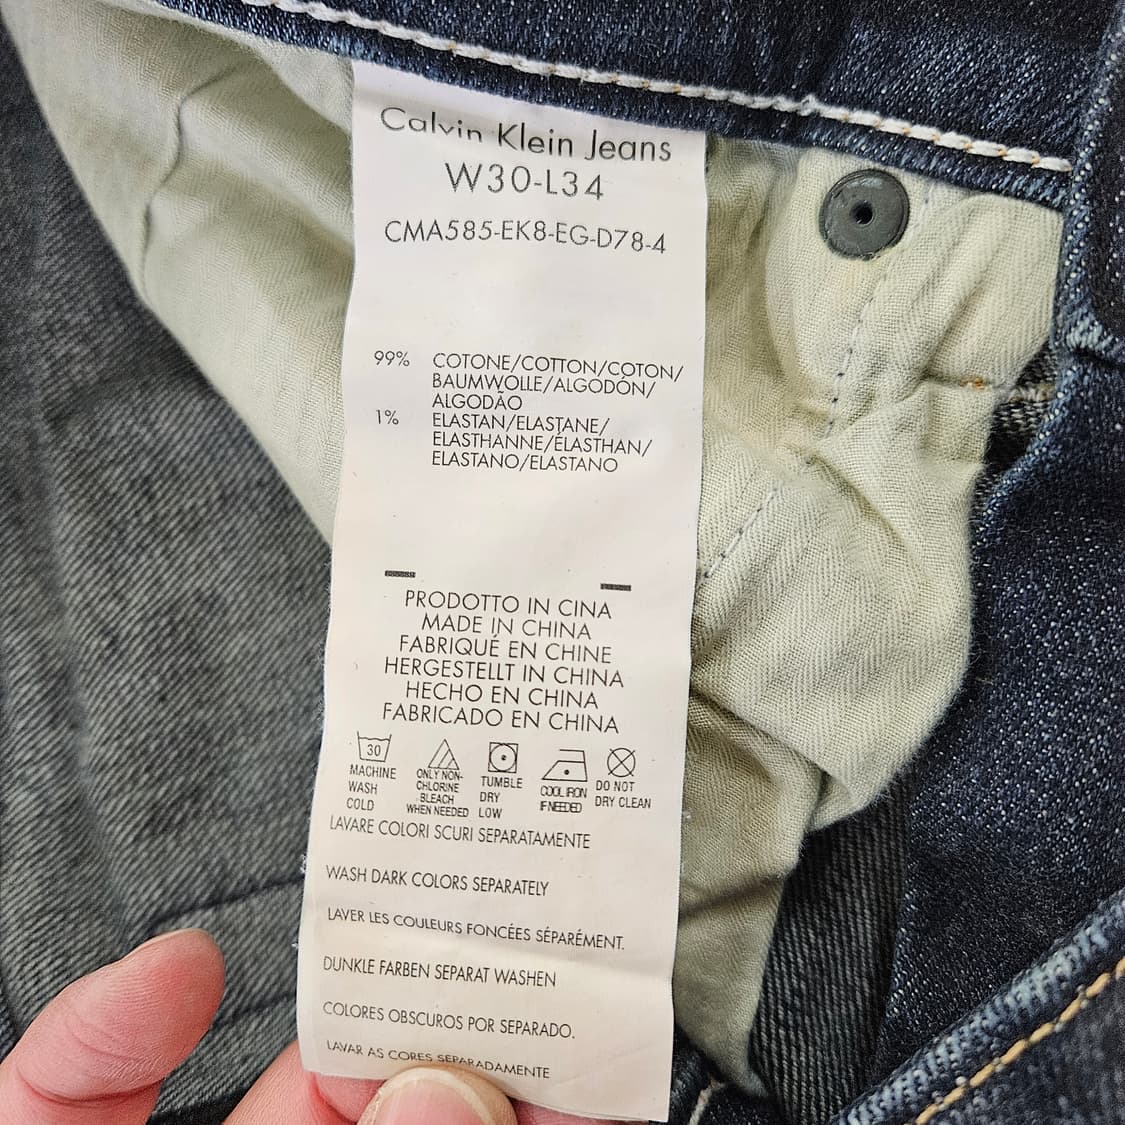 Calvin Klein Jeans
W30-L34
CMA585-EK8-EG-D78-4
99% COTONE/COTTON/COTON/
BAUMWOLLE/ALGODÓN/
ALGODÃO
1% ELASTAN/ELASTANE/
ELASTHANNE/ÉLASTHAN/
ELASTANO/ELASTANO
PRODOTTO IN CINA
MADE IN CHINA
FABRIQUÉ EN CHINE
HERGESTELLT IN CHINA
HECHO EN CHINA
FABRICADO EN CHINA
30
MACHINE
WASH
COLD
ONLY NON-
CHLORINE
BLEACH
WHEN NEEDED
TUMBLE
DRY
LOW
COOL IRON
IF NEEDED
DO NOT
DRY CLEAN
LAVARE COLORI SCURI SEPARATAMENTE
WASH DARK COLORS SEPARATELY
LAVER LES COULEURS FONCÉES SÉPARÉMENT.
DUNKLE FARBEN SEPARAT WASHEN
COLORES OBSCUROS POR SEPARADO.
LAVAR AS CORES SEPARADAMENTE